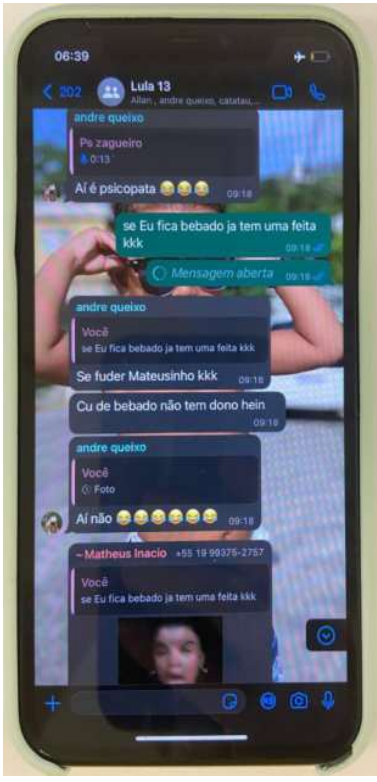 06:39
202
Lula 13
Allan , andre queixo, catatau,...
andre queixo
Ps zagueiro
0:13
Aí é psicopata 😂😂😂 09:18
se Eu fica bebado ja tem uma feita
kkk
09:18
Mensagem aberta 09:18
andre queixo
Você
se Eu fica bebado ja tem uma feita kkk
Se fuder Mateusinho kkk 09:18
Cu de bebado não tem dono hein
09:18
andre queixo
Você
Foto
Aí não 😂😂😂😂😂😂 09:18
~Matheus Inacio +55 19 99375-2757
Você
se Eu fica bebado ja tem uma feita kkk